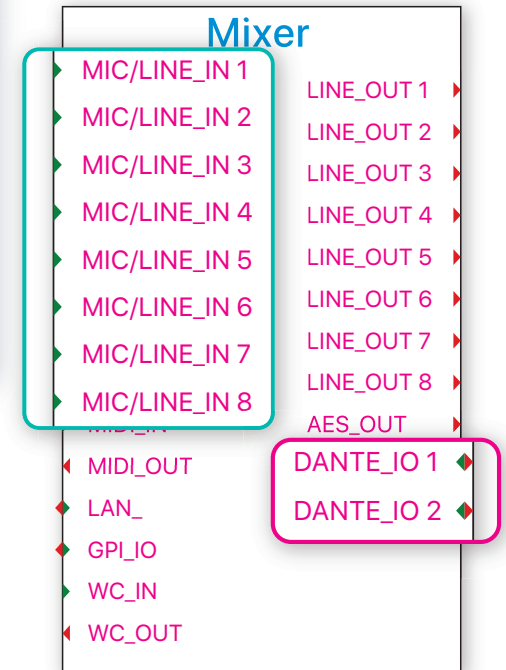 Mixer
MIC/LINE_IN 1
MIC/LINE_IN 2
MIC/LINE_IN 3
MIC/LINE_IN 4
MIC/LINE_IN 5
MIC/LINE_IN 6
MIC/LINE_IN 7
MIC/LINE_IN 8
MIDI_IN
MIDI_OUT
LAN_
GPI_IO
WC_IN
WC_OUT
LINE_OUT 1
LINE_OUT 2
LINE_OUT 3
LINE_OUT 4
LINE_OUT 5
LINE_OUT 6
LINE_OUT 7
LINE_OUT 8
AES_OUT
DANTE_IO 1
DANTE_IO 2